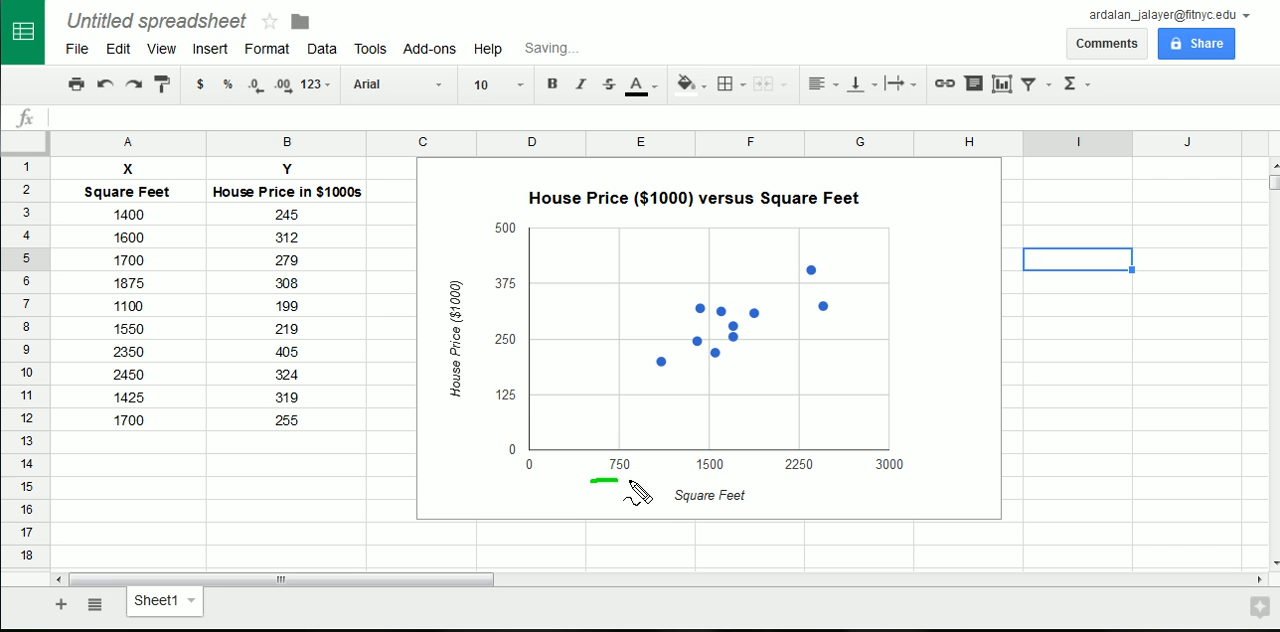 Untitled spreadsheet
ardalan_jalayer@fitnyc.edu
File Edit View Insert Format Data Tools Add-ons Help Saving...
Comments Share
$ % .0 .00 123 Arial 10 B I S A Σ
fx
A B C D E F G H I J
1 X Y
2 Square Feet House Price in $1000s
3 1400 245
4 1600 312
5 1700 279
6 1875 308
7 1100 199
8 1550 219
9 2350 405
10 2450 324
11 1425 319
12 1700 255
13
14
15
16
17
18
House Price ($1000) versus Square Feet
House Price ($1000)
500
375
250
125
0
0 750 1500 2250 3000
Square Feet
Sheet1